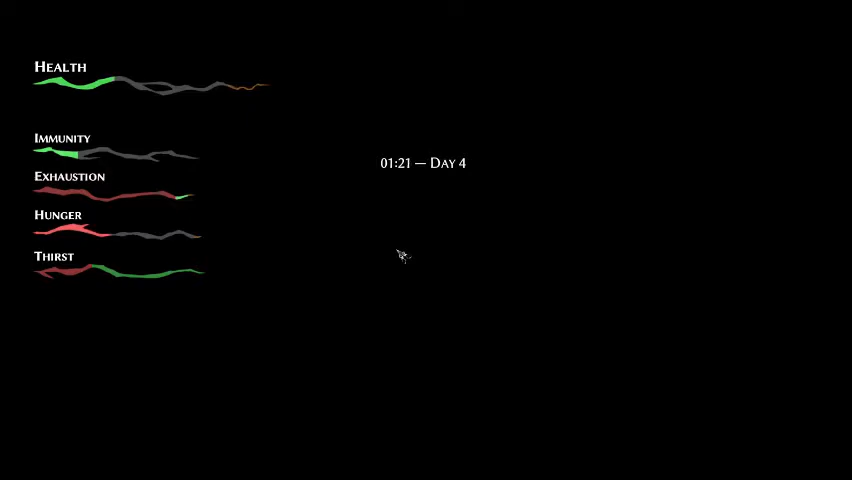 Health
Immunity
01:21 — Day 4
Exhaustion
Hunger
Thirst